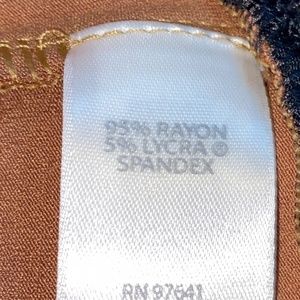 95% RAYON
5% LYCRA ®
SPANDEX
RN 97641